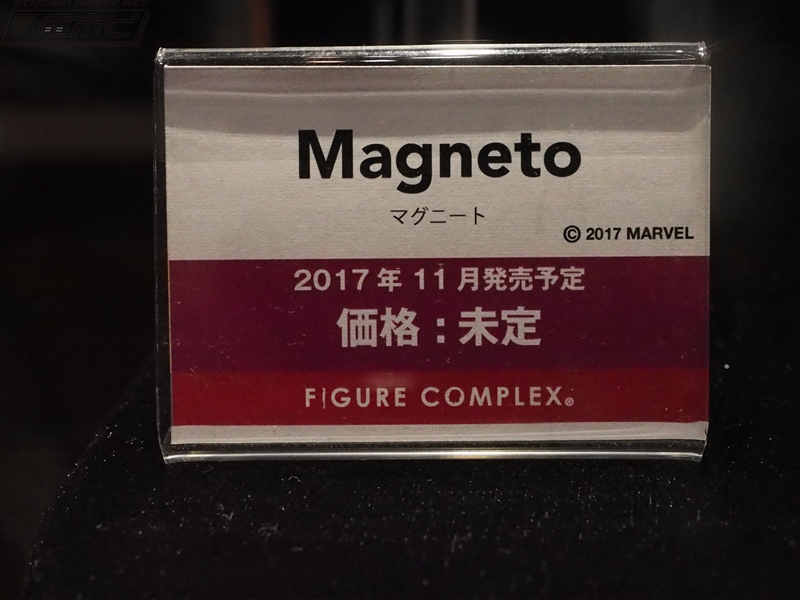 Magneto
マグニート
© 2017 MARVEL
2017年 11月発売予定
価格：未定
FIGURE COMPLEX®